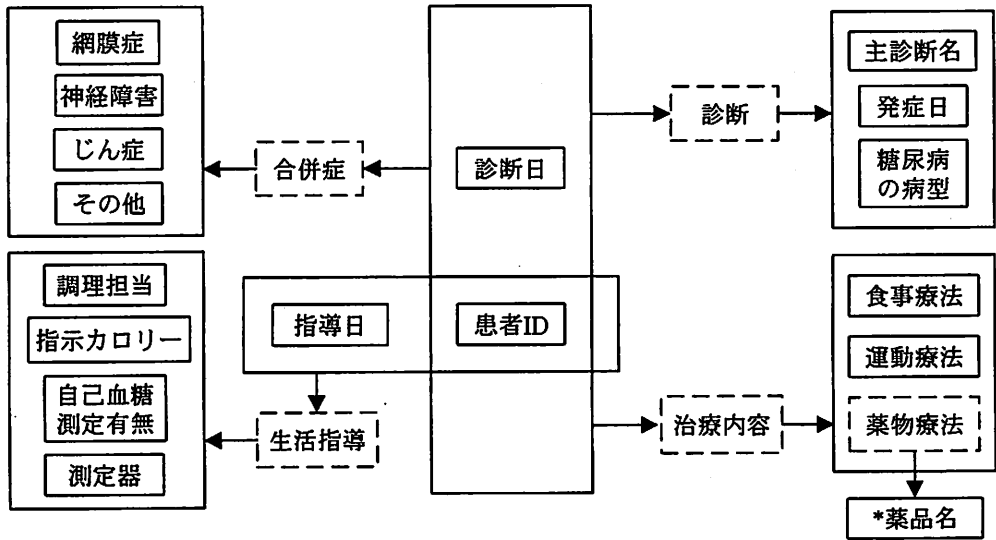 網膜症
神経障害
じん症
その他
合併症
診断日
診断
主診断名
発症日
糖尿病
の病型
調理担当
指示カロリー
自己血糖
測定有無
測定器
指導日
患者ID
生活指導
治療内容
食事療法
運動療法
薬物療法
*薬品名